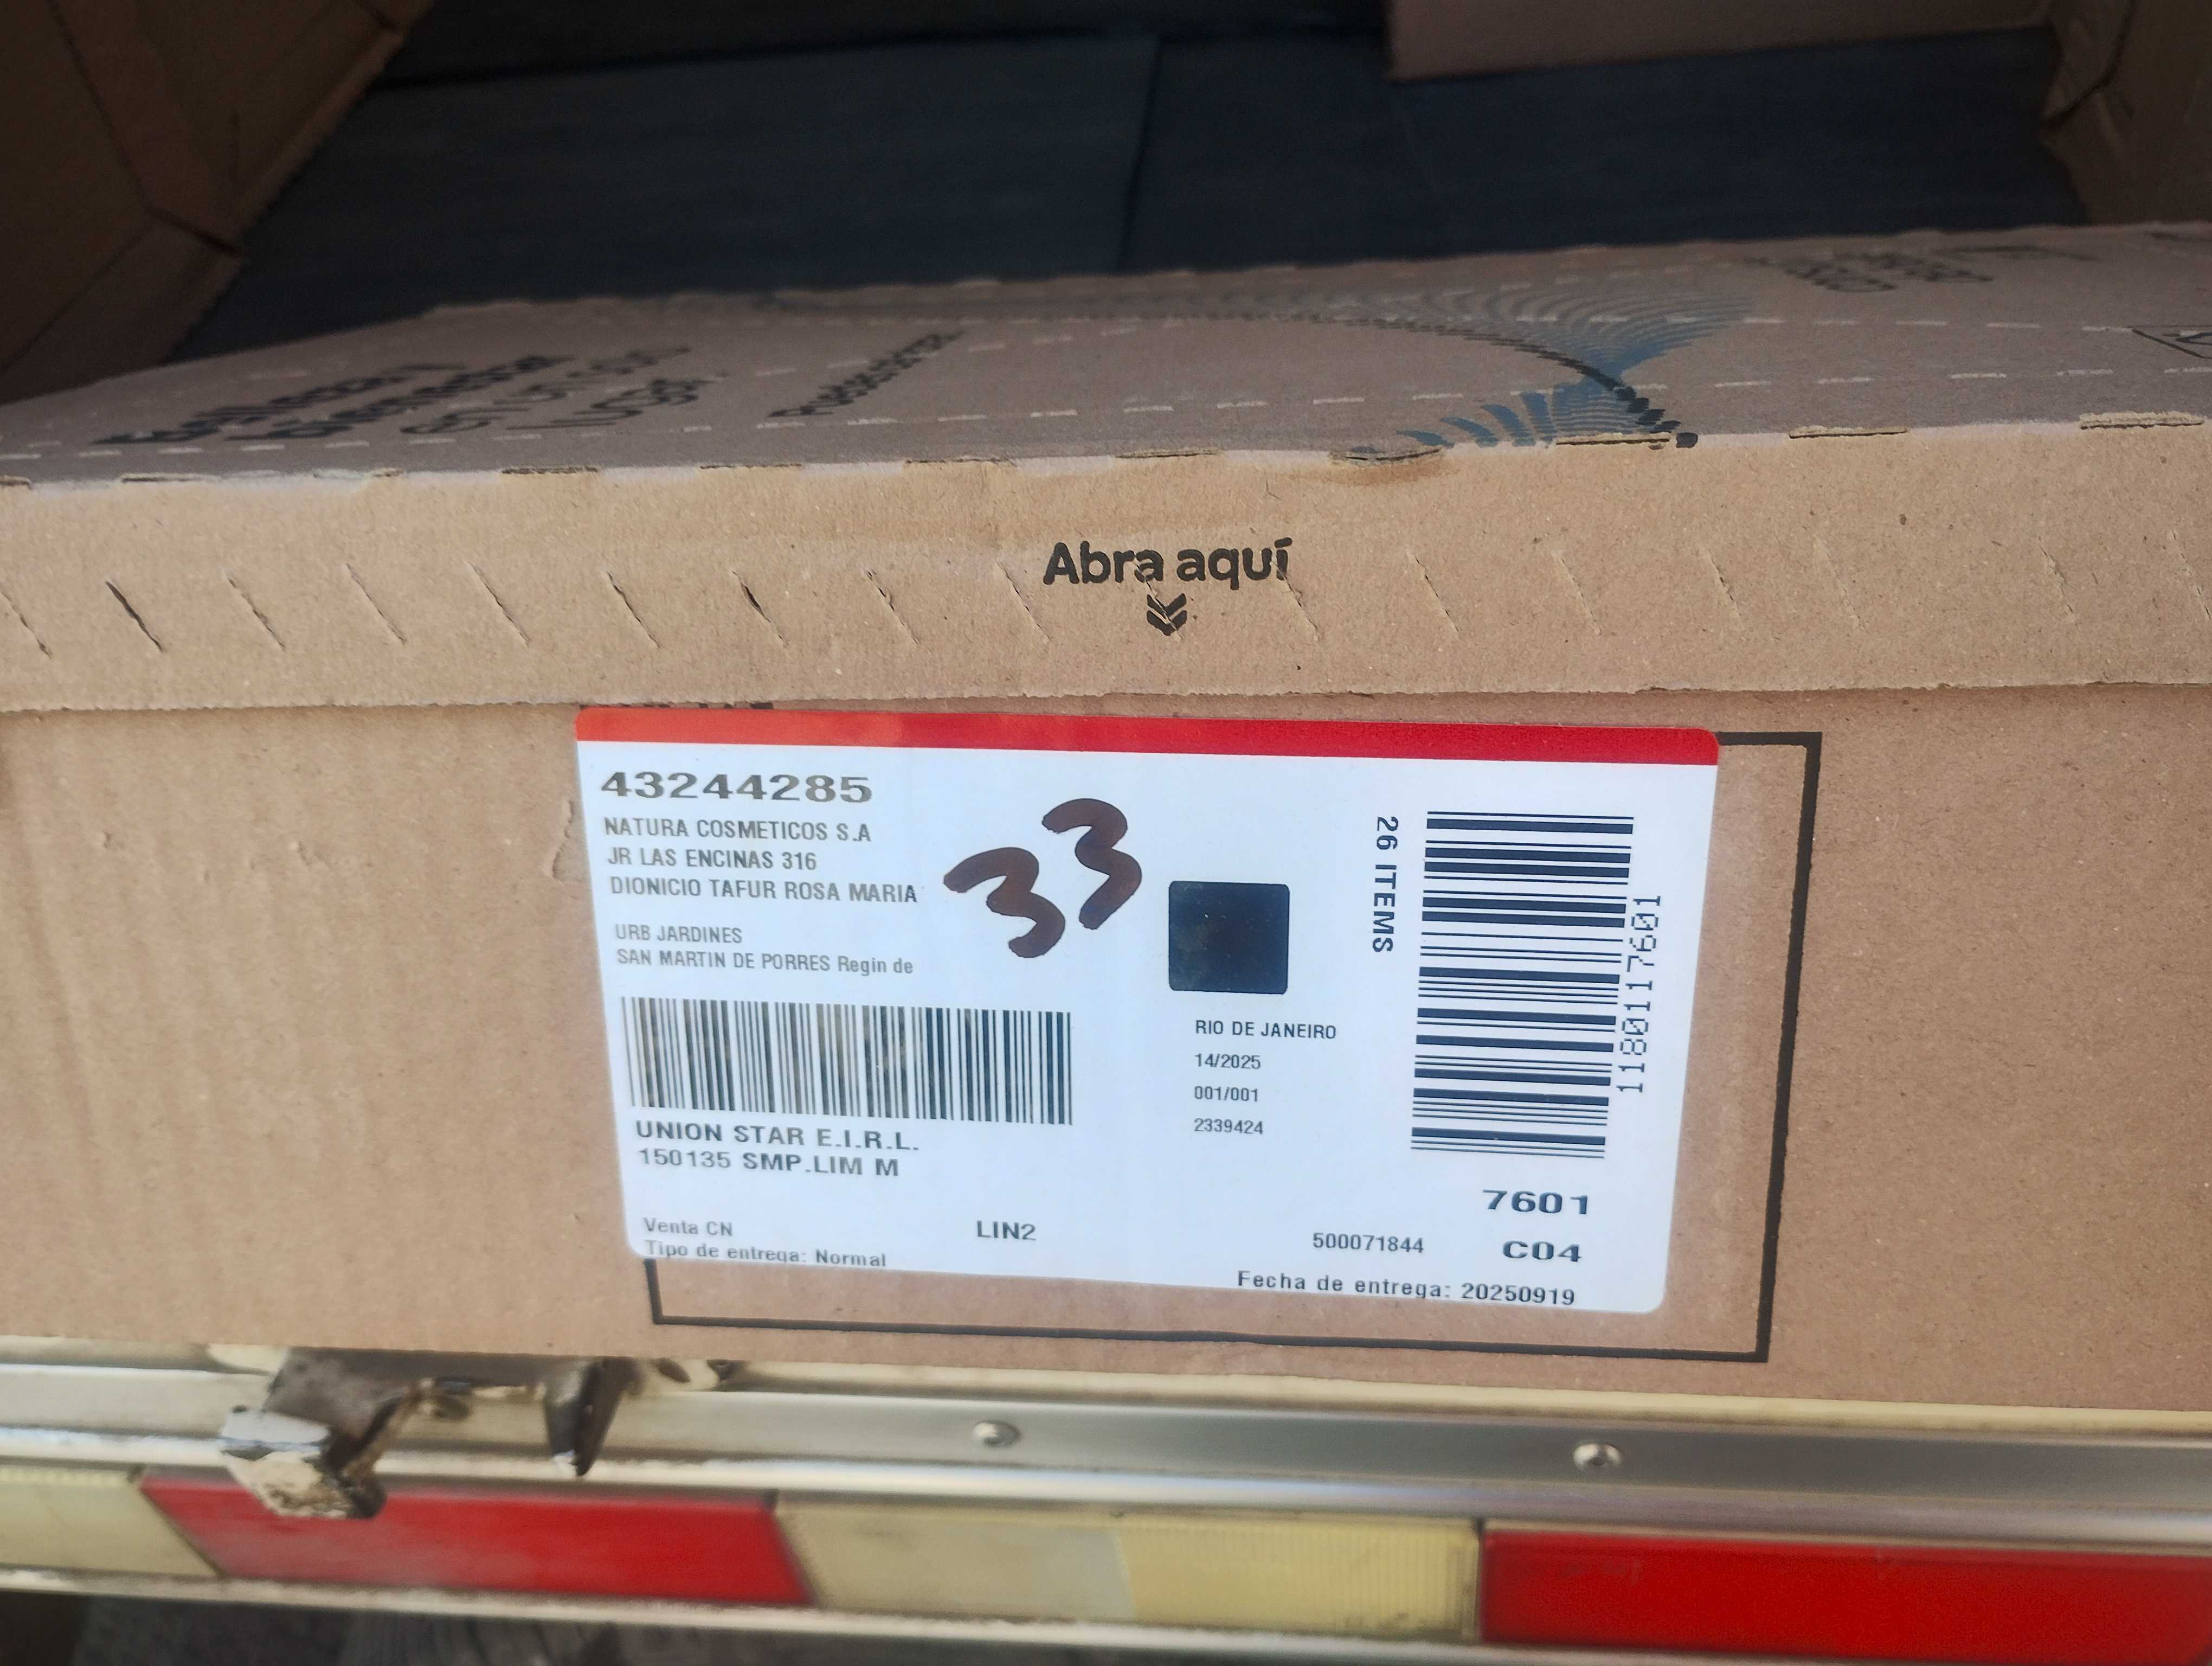 Abra aquí
43244285
NATURA COSMETICOS S.A
JR LAS ENCINAS 316
DIONICIO TAFUR ROSA MARIA
URB JARDINES
SAN MARTIN DE PORRES Regin de
33
26 ITEMS
1180117601
RIO DE JANEIRO
14/2025
001/001
2339424
UNION STAR E.I.R.L.
150135 SMP.LIM M
7601
Venta CN
LIN2
500071844
C04
Tipo de entrega: Normal
Fecha de entrega: 20250919